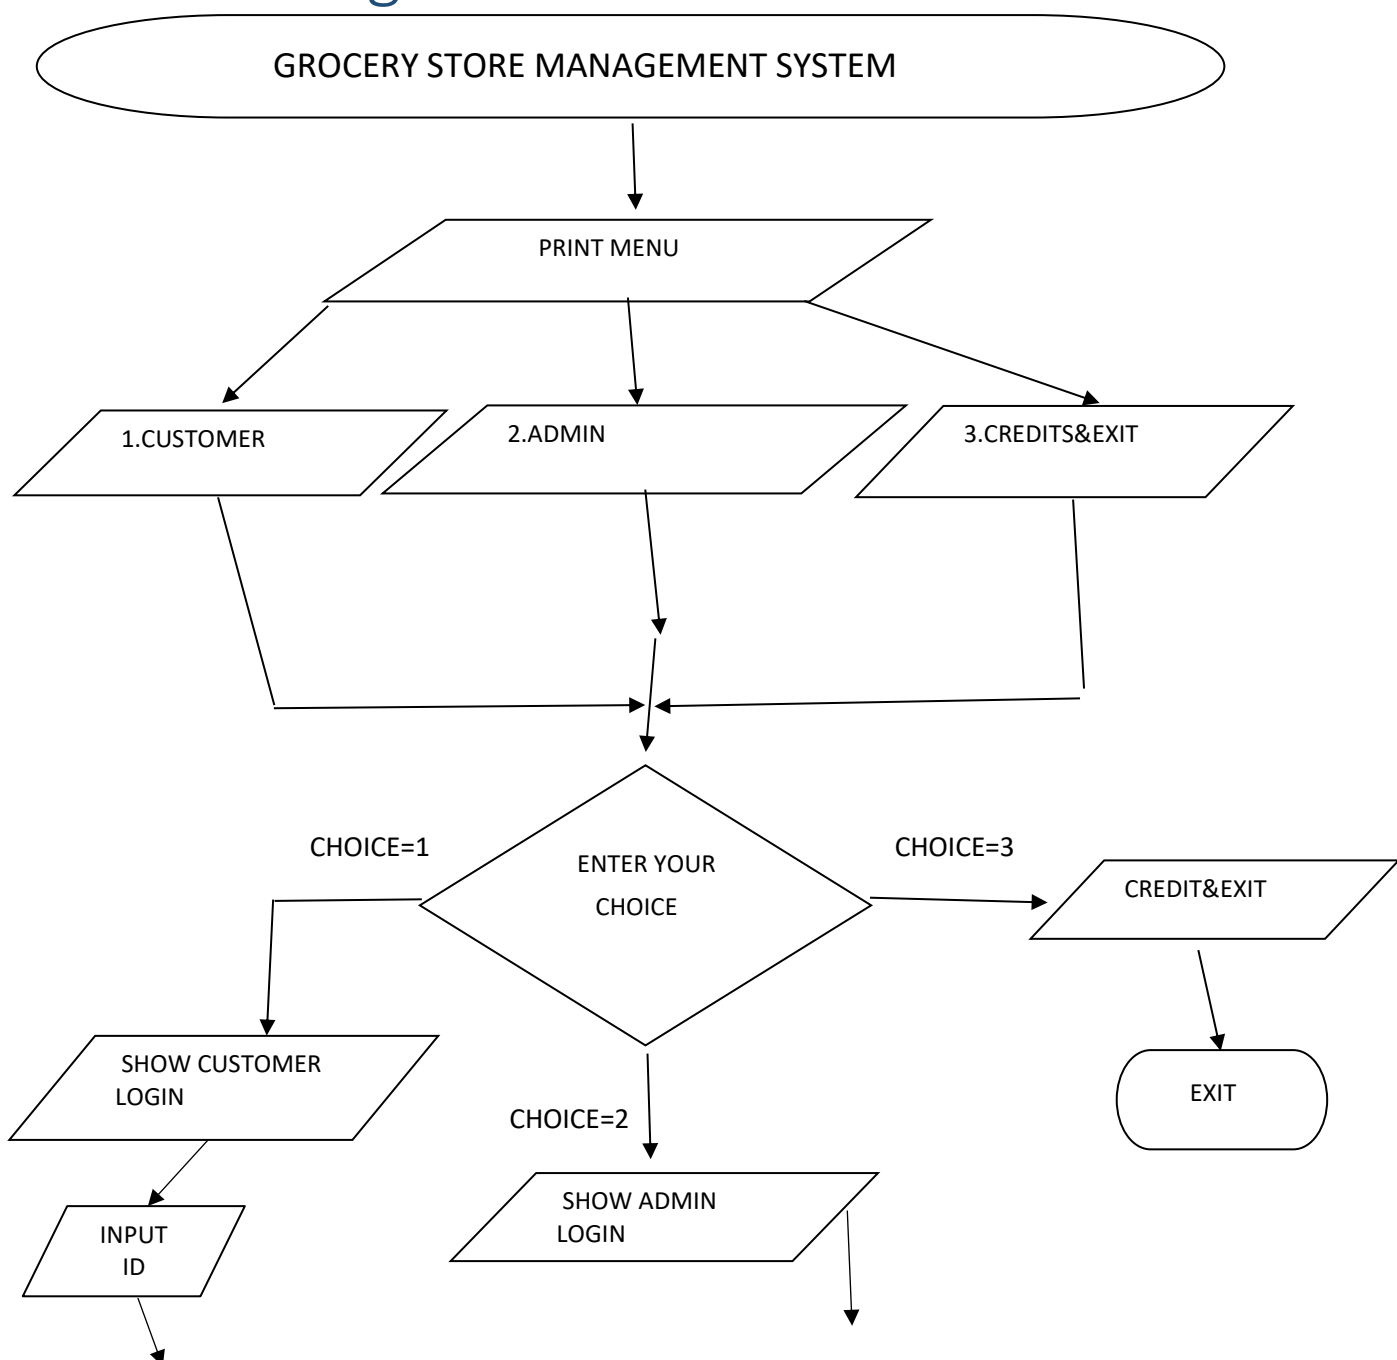 GROCERY STORE MANAGEMENT SYSTEM
PRINT MENU
1.CUSTOMER
2.ADMIN
3.CREDITS&EXIT
CHOICE=1
ENTER YOUR
CHOICE
CHOICE=3
CREDIT&EXIT
SHOW CUSTOMER
LOGIN
EXIT
CHOICE=2
SHOW ADMIN
LOGIN
INPUT
ID